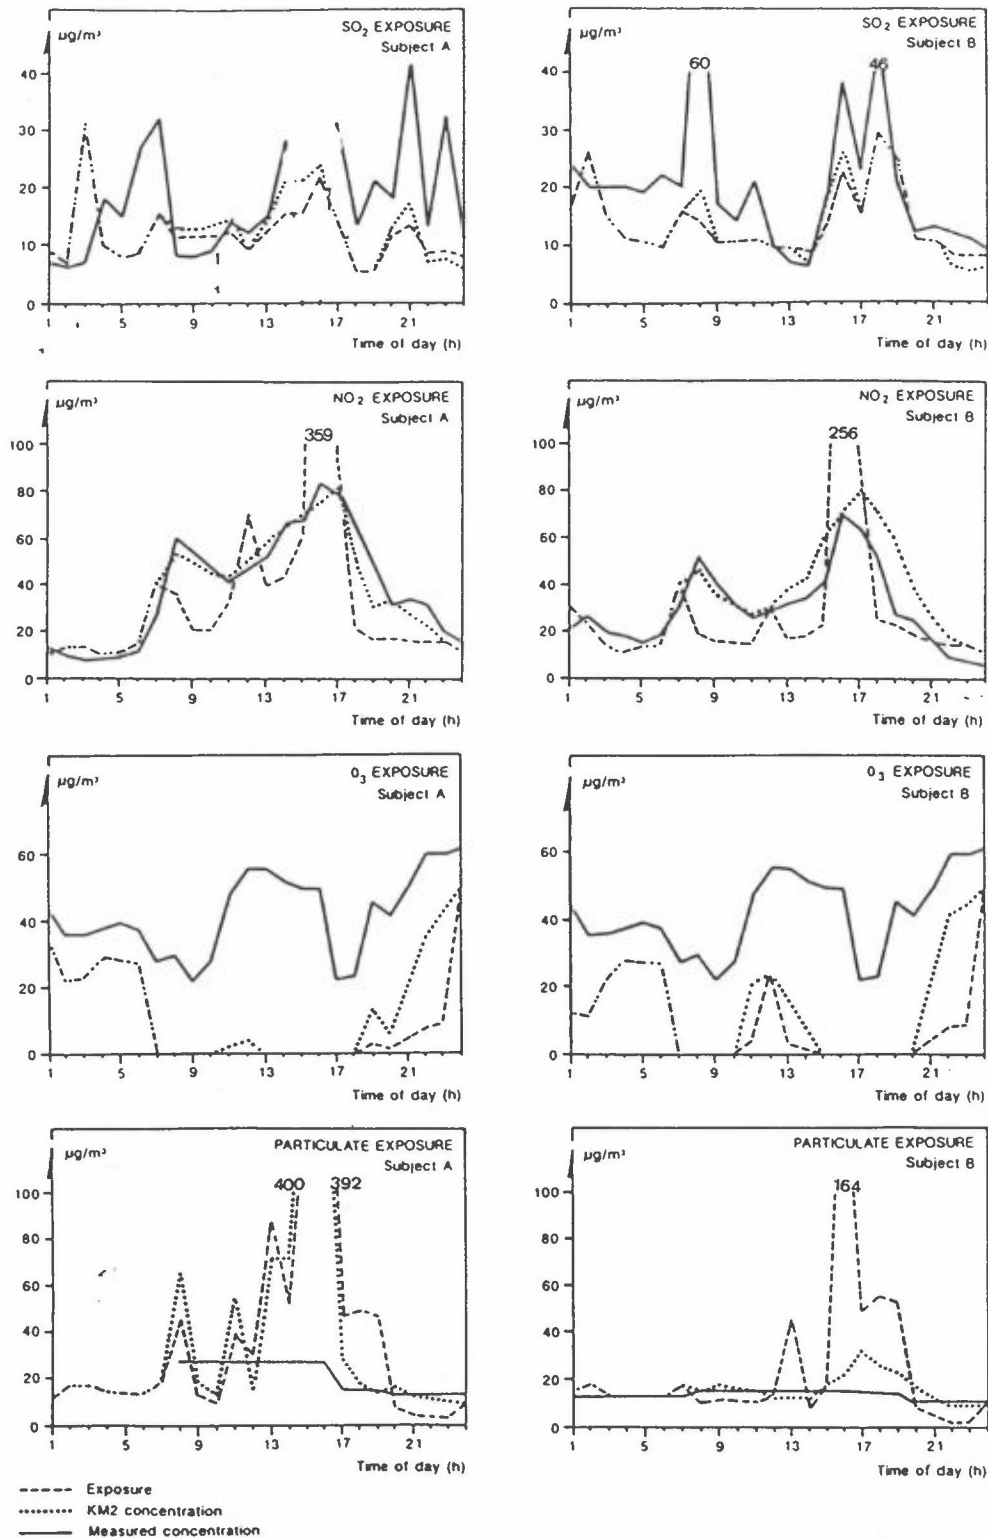 µg/m³
SO₂ EXPOSURE
Subject A
40
30
20
10
0
1 5 9 13 17 21
Time of day (h)
µg/m³
SO₂ EXPOSURE
Subject B
60
46
40
30
20
10
0
1 5 9 13 17 21
Time of day (h)
µg/m³
NO₂ EXPOSURE
Subject A
359
100
80
60
40
20
0
1 5 9 13 17 21
Time of day (h)
µg/m³
NO₂ EXPOSURE
Subject B
256
100
80
60
40
20
0
1 5 9 13 17 21
Time of day (h)
µg/m³
O₃ EXPOSURE
Subject A
60
40
20
0
1 5 9 13 17 21
Time of day (h)
µg/m³
O₃ EXPOSURE
Subject B
60
40
20
0
1 5 9 13 17 21
Time of day (h)
µg/m³
PARTICULATE EXPOSURE
Subject A
400 392
100
80
60
40
20
0
1 5 9 13 17 21
Time of day (h)
µg/m³
PARTICULATE EXPOSURE
Subject B
164
100
80
60
40
20
0
1 5 9 13 17 21
Time of day (h)
Exposure
KM2 concentration
Measured concentration